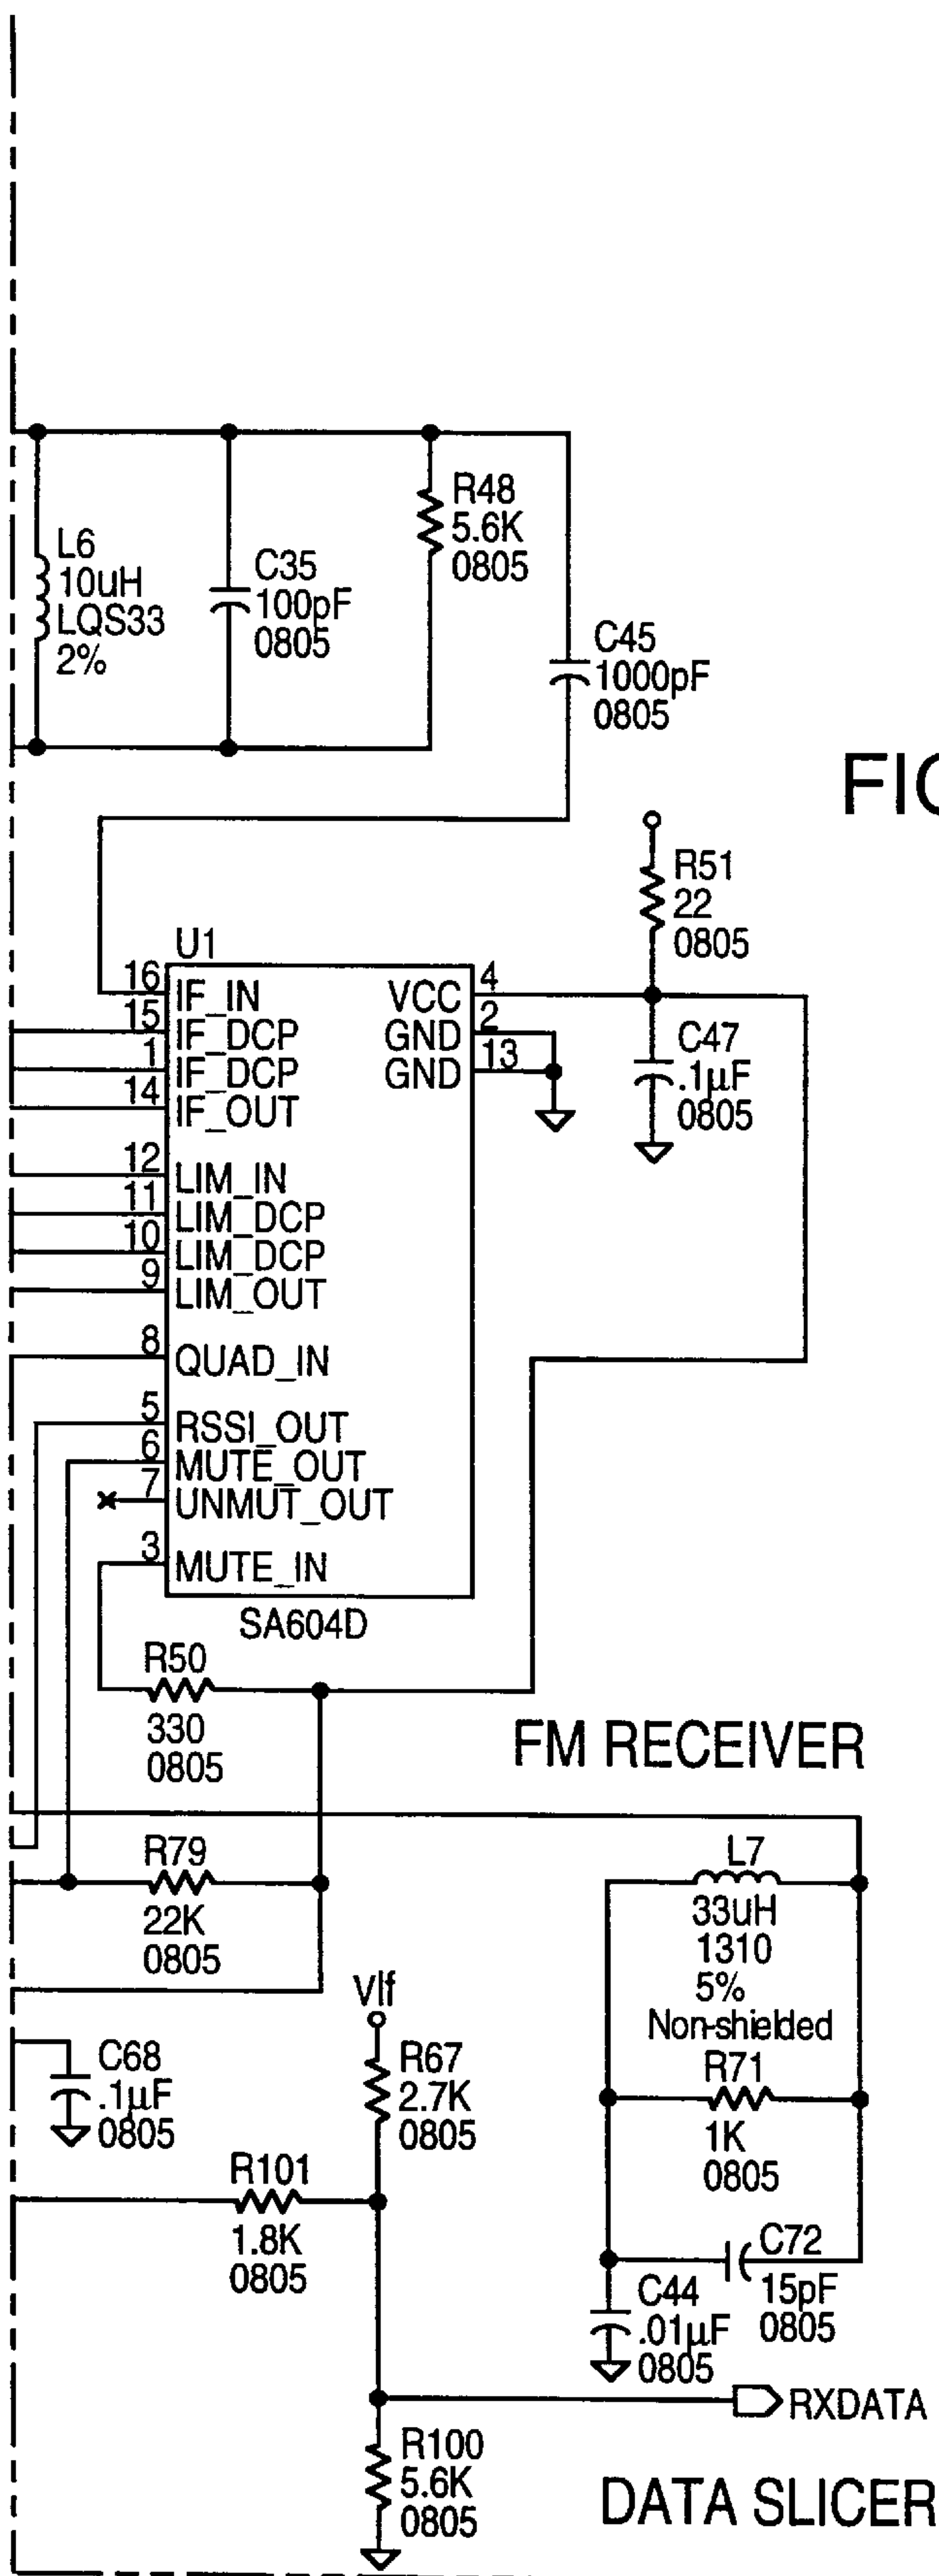 L6
10uH
LQS33
2%
C35
100pF
0805
R48
5.6K
0805
C45
1000pF
0805
FIG
R51
22
0805
U1
16 IF_IN
15 IF_DCP
1 IF_DCP
14 IF_OUT
12 LIM_IN
11 LIM_DCP
10 LIM_DCP
9 LIM_OUT
8 QUAD_IN
5 RSSI_OUT
6 MUTE_OUT
7 UNMUT_OUT
3 MUTE_IN
VCC 4
GND 2
GND 13
SA604D
C47
.1µF
0805
R50
330
0805
FM RECEIVER
R79
22K
0805
L7
33uH
1310
5%
Non-shielded
R71
1K
0805
C72
15pF
0805
C44
.01µF
0805
C68
.1µF
0805
VIf
R67
2.7K
0805
R101
1.8K
0805
RXDATA
R100
5.6K
0805
DATA SLICER